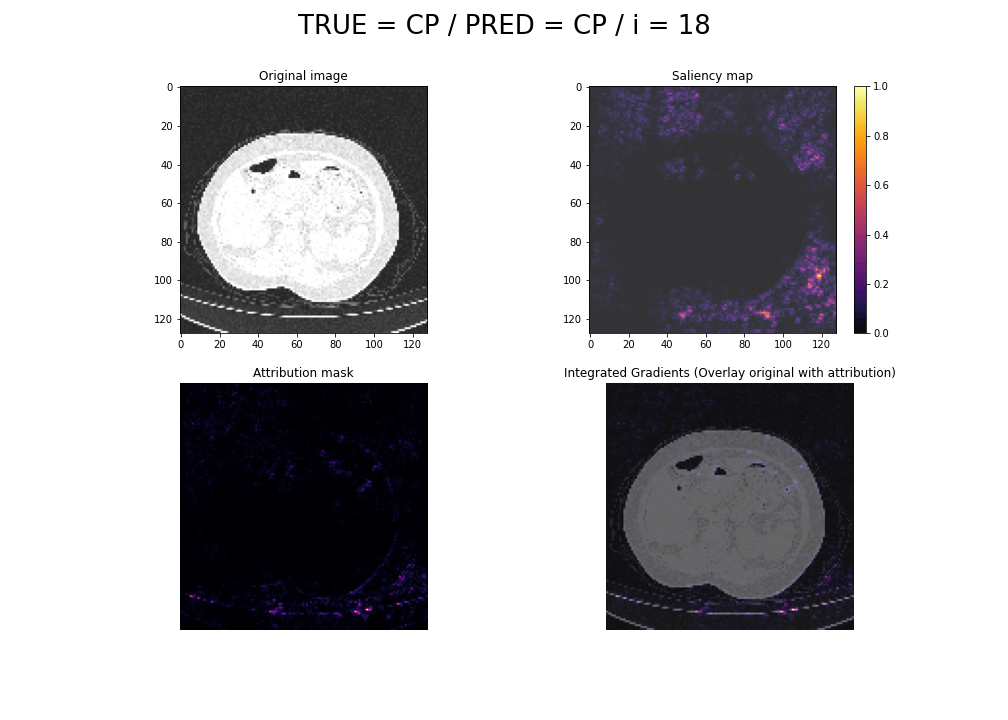 TRUE = CP / PRED = CP / i = 18
Original image
0
20
40
60
80
100
120
0 20 40 60 80 100 120
Saliency map
0
20
40
60
80
100
120
0 20 40 60 80 100 120
1.0
0.8
0.6
0.4
0.2
0.0
Attribution mask
Integrated Gradients (Overlay original with attribution)